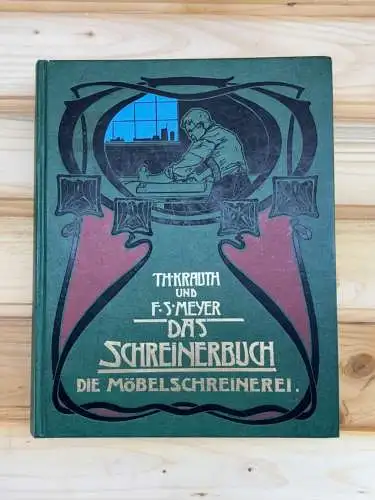 TH·KRAUTH
UND
F·S·MEYER
DAS
SCHREINERBUCH
DIE MÖBELSCHREINEREI.